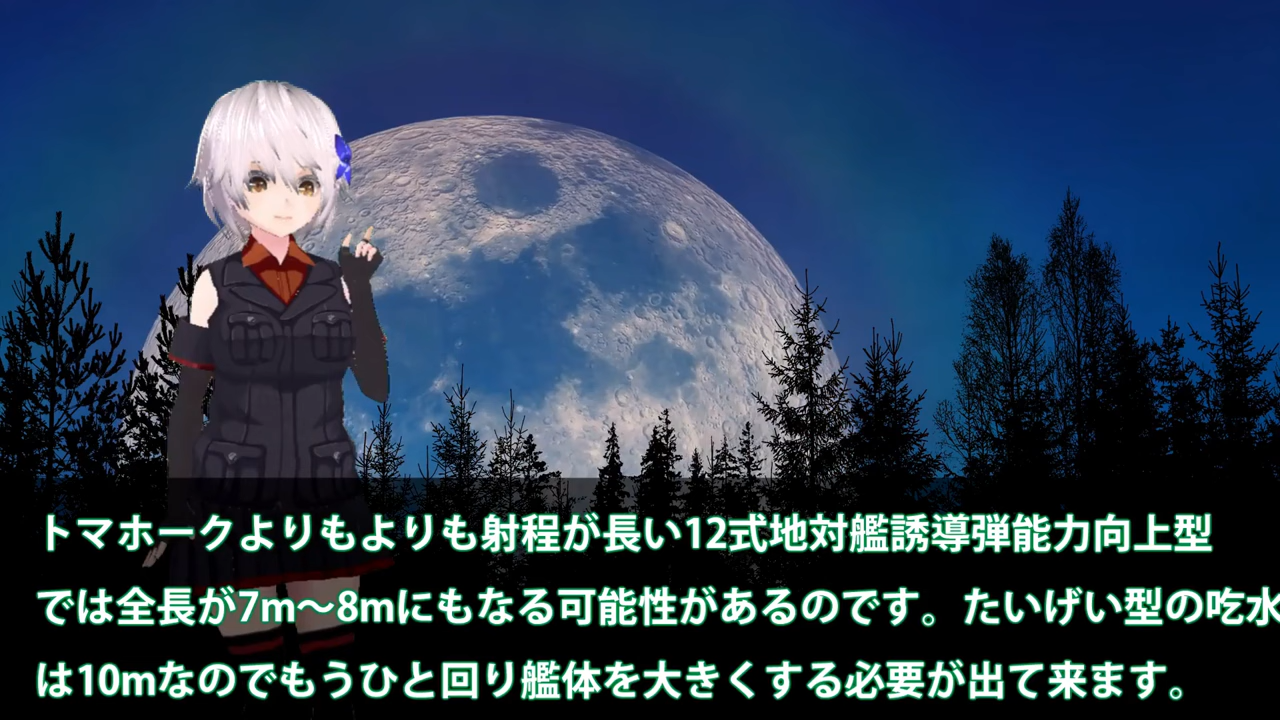 トマホークよりもよりも射程が長い12式地対艦誘導弾能力向上型
では全長が7m～8mにもなる可能性があるのです。たいげい型の吃水
は10mなのでもうひと回り艦体を大きくする必要が出て来ます。